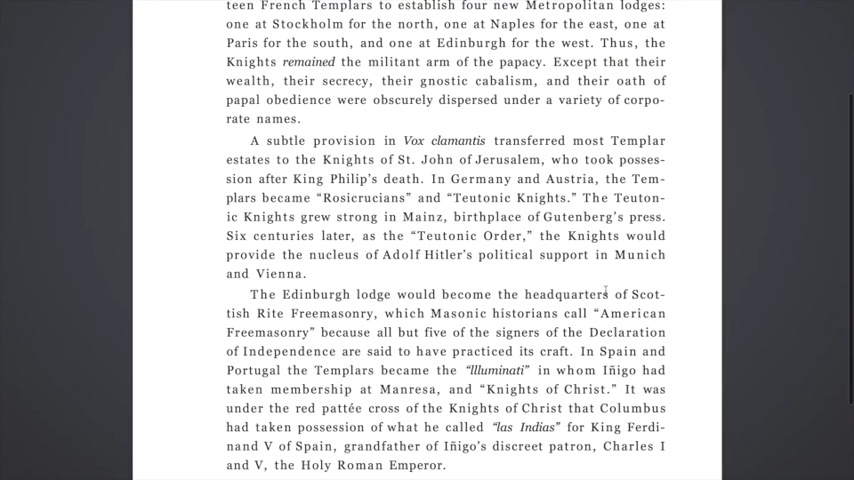 teen French Templars to establish four new Metropolitan lodges:
one at Stockholm for the north, one at Naples for the east, one at
Paris for the south, and one at Edinburgh for the west. Thus, the
Knights remained the militant arm of the papacy. Except that their
wealth, their secrecy, their gnostic cabalism, and their oath of
papal obedience were obscurely dispersed under a variety of corpo-
rate names.
A subtle provision in Vox clamantis transferred most Templar
estates to the Knights of St. John of Jerusalem, who took posses-
sion after King Philip's death. In Germany and Austria, the Tem-
plars became “Rosicrucians” and “Teutonic Knights.” The Teuton-
ic Knights grew strong in Mainz, birthplace of Gutenberg's press.
Six centuries later, as the “Teutonic Order,” the Knights would
provide the nucleus of Adolf Hitler's political support in Munich
and Vienna.
The Edinburgh lodge would become the headquarters of Scot-
tish Rite Freemasonry, which Masonic historians call “American
Freemasonry” because all but five of the signers of the Declaration
of Independence are said to have practiced its craft. In Spain and
Portugal the Templars became the “llluminati” in whom Iñigo had
taken membership at Manresa, and “Knights of Christ.” It was
under the red pattée cross of the Knights of Christ that Columbus
had taken possession of what he called “las Indias” for King Ferdi-
nand V of Spain, grandfather of Iñigo's discreet patron, Charles I
and V, the Holy Roman Emperor.